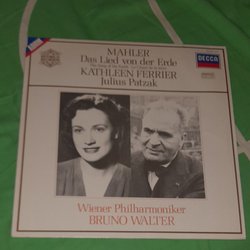 MAHLER
Das Lied von der Erde
KATHLEEN FERRIER
Julius Patzak
DECCA
Wiener Philharmoniker
BRUNO WALTER